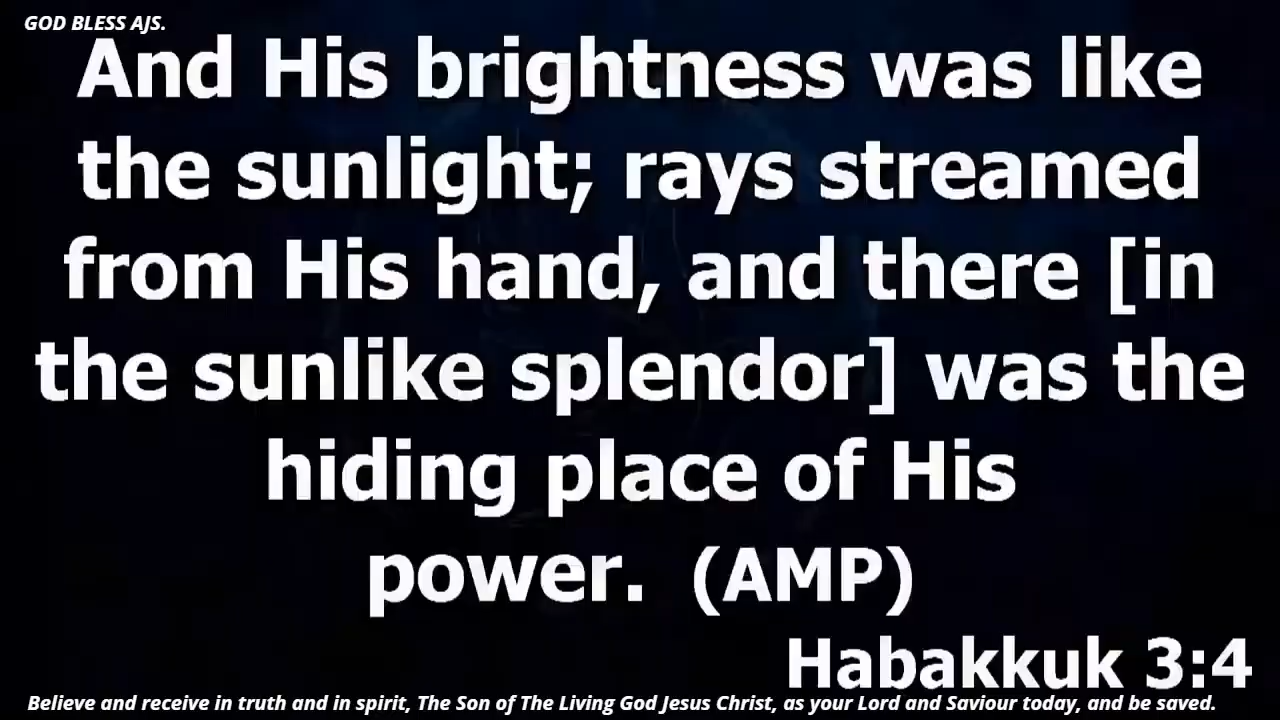 GOD BLESS AJS.
And His brightness was like
the sunlight; rays streamed
from His hand, and there [in
the sunlike splendor] was the
hiding place of His
power. (AMP)
Habakkuk 3:4
Believe and receive in truth and in spirit, The Son of The Living God Jesus Christ, as your Lord and Saviour today, and be saved.